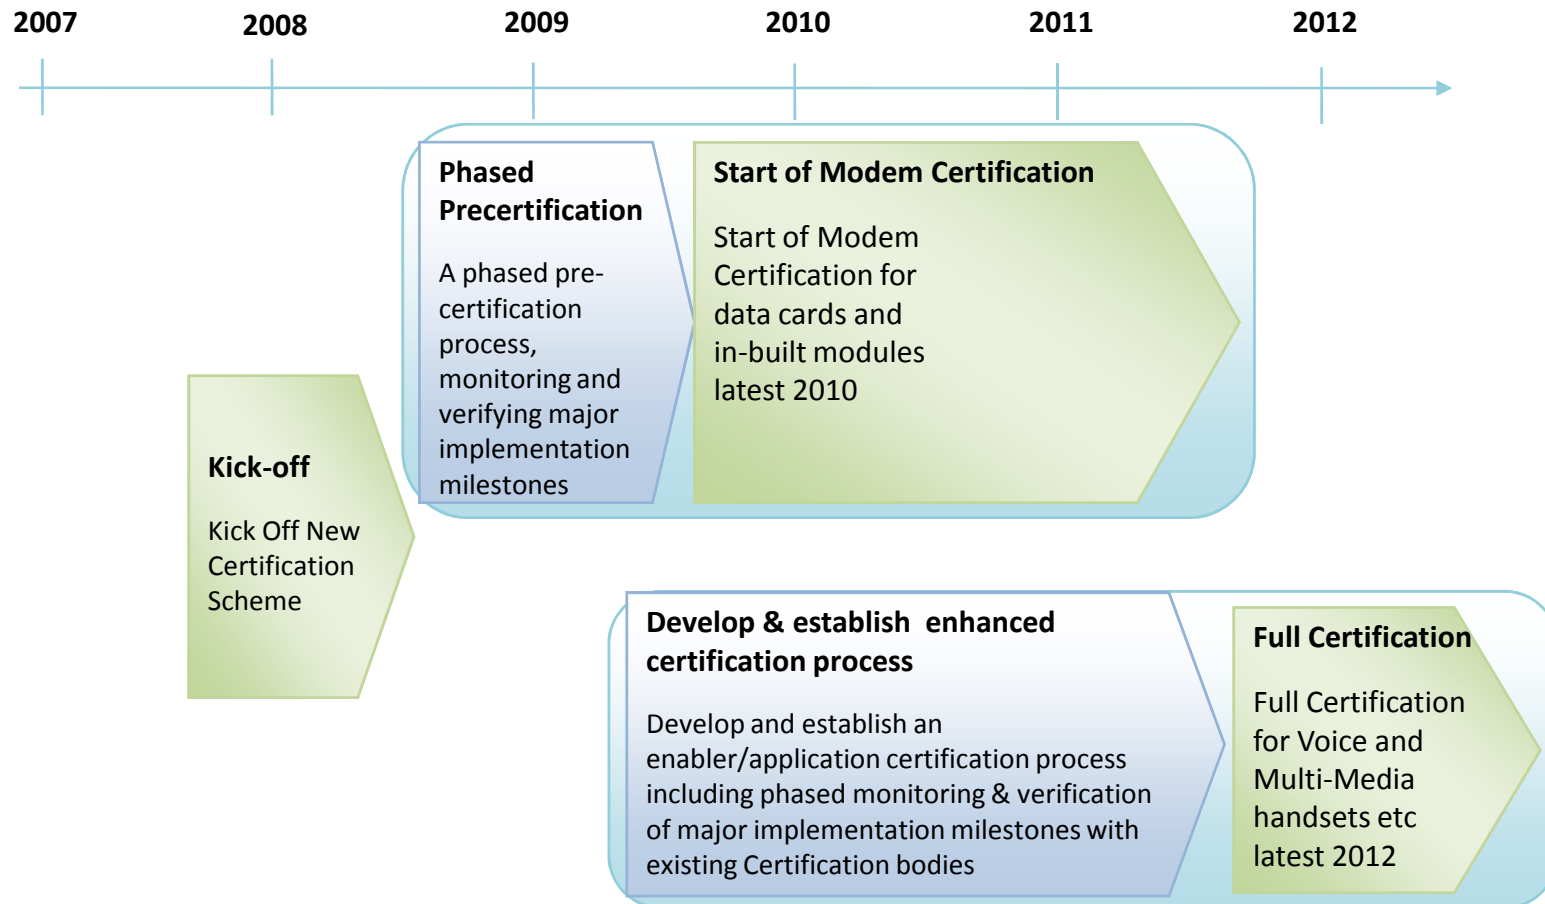 2007
2008
2009
2010
2011
2012
Phased
Precertification
A phased pre-
certification
process,
monitoring and
verifying major
implementation
milestones
Start of Modem Certification
Start of Modem
Certification for
data cards and
in-built modules
latest 2010
Kick-off
Kick Off New
Certification
Scheme
Develop & establish  enhanced
certification process
Develop and establish an
enabler/application certification process
including phased monitoring & verification
of major implementation milestones with
existing Certification bodies
Full Certification
Full Certification
for Voice and
Multi-Media
handsets etc
latest 2012